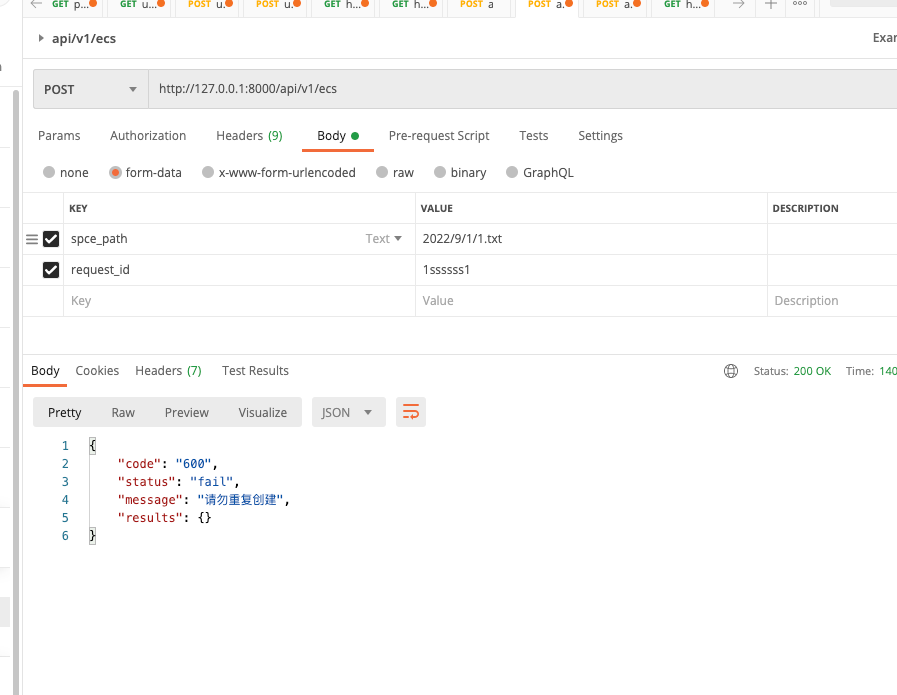 GET p... GET u... POST u. POST u. GET h... GET h... POST a POST a. POST a. GET h...
api/v1/ecs Exar
POST http://127.0.0.1:8000/api/v1/ecs
Params Authorization Headers (9) Body Pre-request Script Tests Settings
none form-data x-www-form-urlencoded raw binary GraphQL
KEY VALUE DESCRIPTION
spce_path Text 2022/9/1/1.txt
request_id 1ssssss1
Key Value Description
Body Cookies Headers (7) Test Results Status: 200 OK Time: 140
Pretty Raw Preview Visualize JSON
1 {
2 "code": "600",
3 "status": "fail",
4 "message": "请勿重复创建",
5 "results": {}
6 }